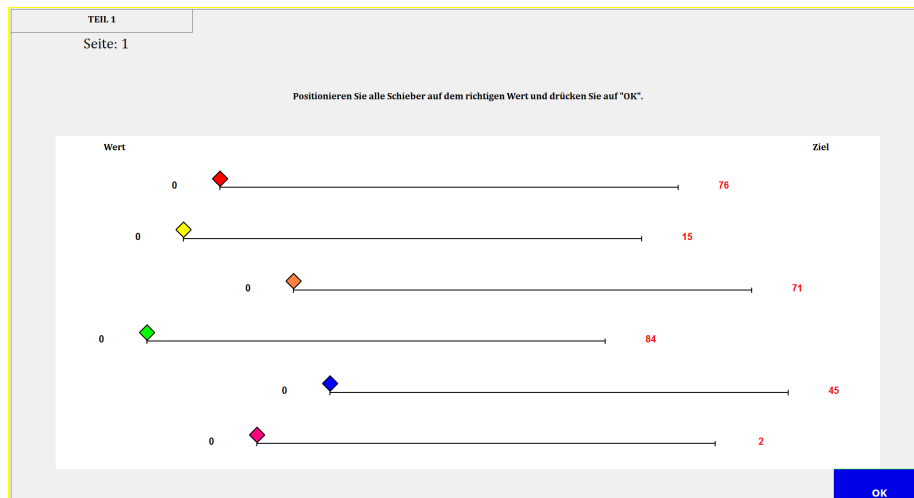 TEIL 1
Seite: 1
Positionieren Sie alle Schieber auf dem richtigen Wert und drücken Sie auf "OK".
Wert Ziel
0 76
0 15
0 71
0 84
0 45
0 2
OK